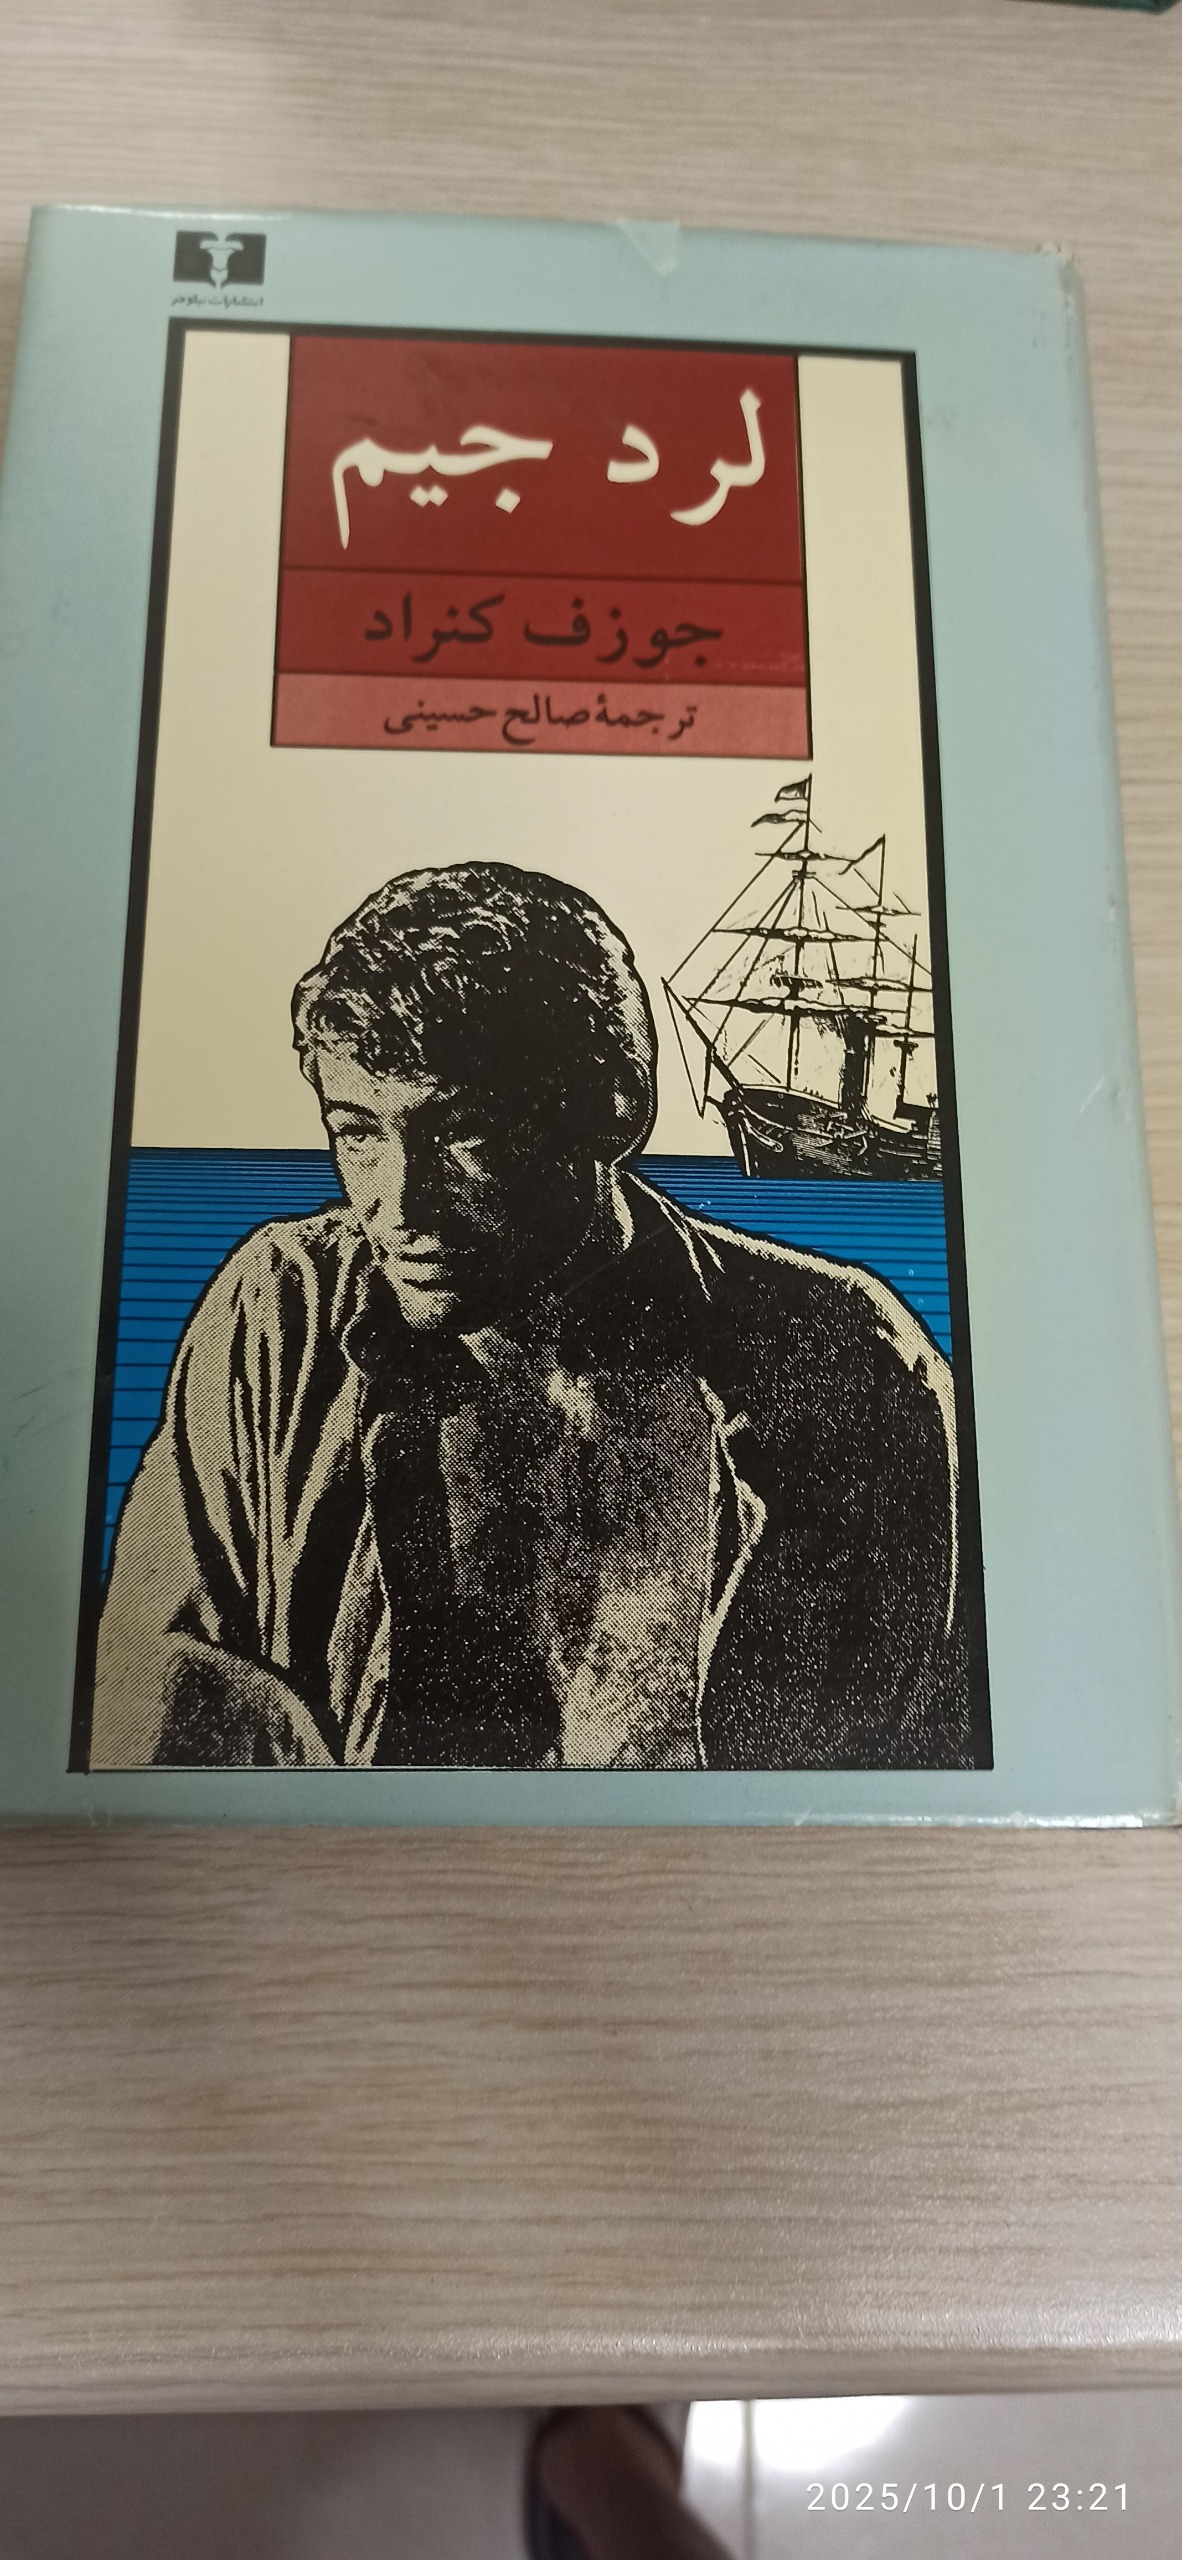 انتشارات نیلوفر
لرد جیم
جوزف کنراد
ترجمهٔ صالح حسینی
2025/10/1 23:21